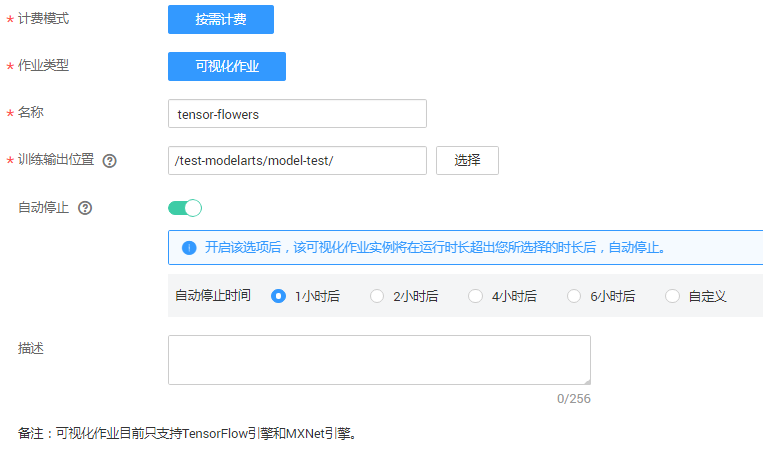 * 计费模式 按需计费
* 作业类型 可视化作业
* 名称 tensor-flowers
* 训练输出位置 ? /test-modelarts/model-test/ 选择
自动停止 ?
i 开启该选项后，该可视化作业实例将在运行时长超出您所选择的时长后，自动停止。
自动停止时间 1小时后 2小时后 4小时后 6小时后 自定义
描述
0/256
备注：可视化作业目前只支持TensorFlow引擎和MXNet引擎。